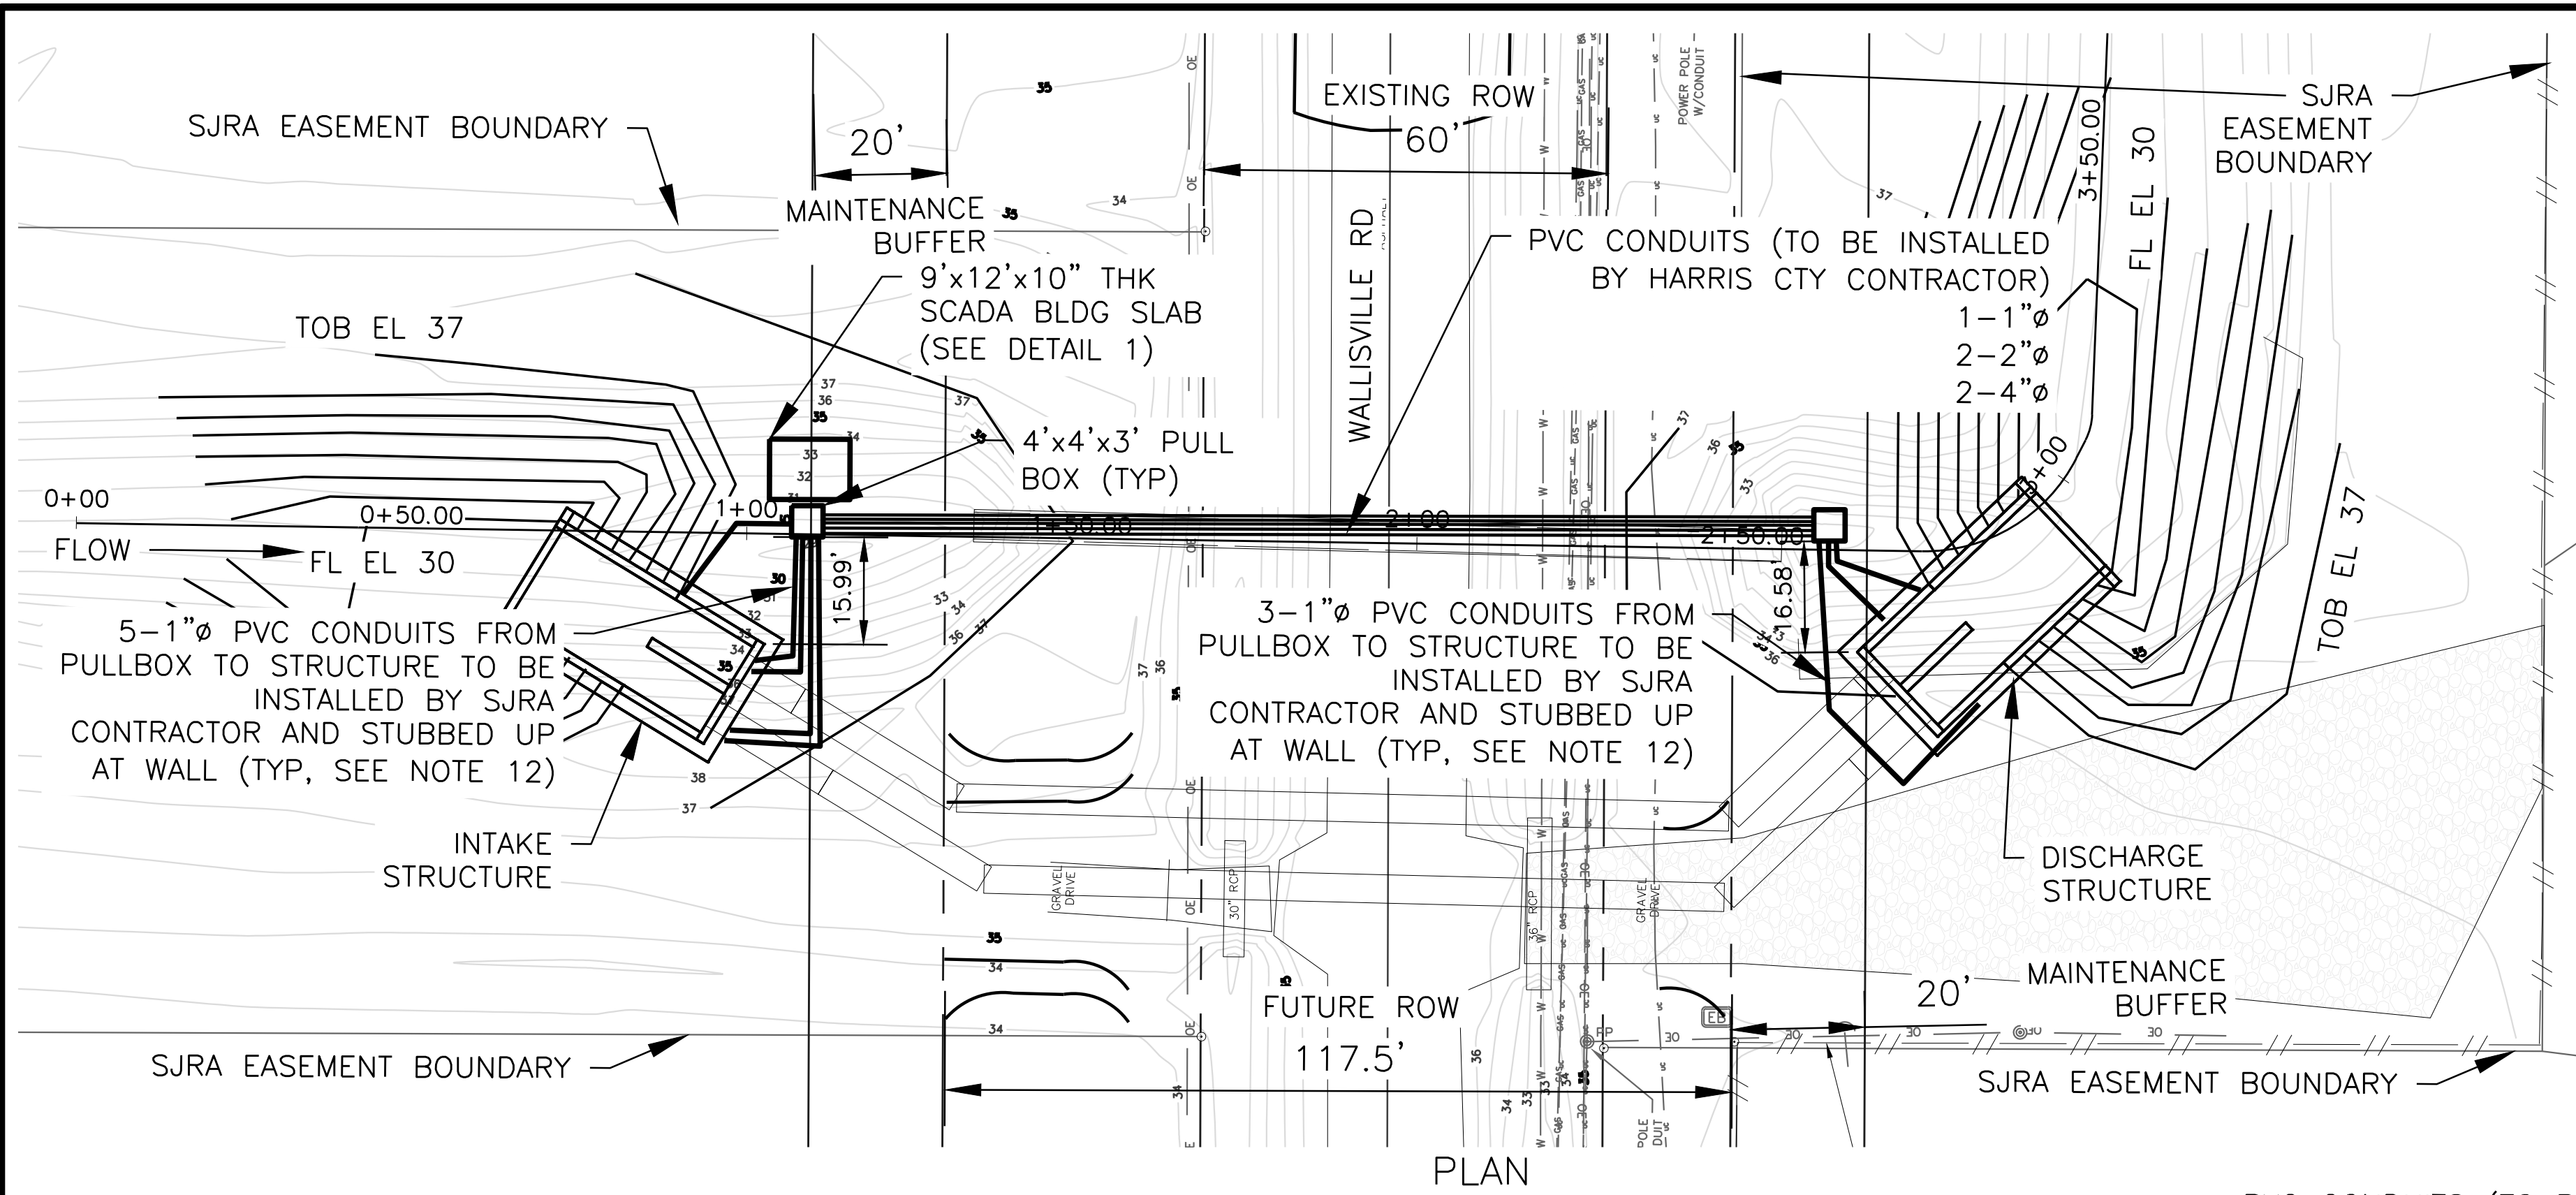 SJRA EASEMENT BOUNDARY
20'
MAINTENANCE
BUFFER
EXISTING ROW
60'
POWER POLE
W/CONDUIT
SJRA
EASEMENT
BOUNDARY
3+50.00
FL EL 30
9'x12'x10" THK
SCADA BLDG SLAB
(SEE DETAIL 1)
WALLISVILLE RD
PVC CONDUITS (TO BE INSTALLED
BY HARRIS CTY CONTRACTOR)
1-1"ø
2-2"ø
2-4"ø
TOB EL 37
4'x4'x3' PULL
BOX (TYP)
0+00
0+50.00
1+00
1+50.00
2+00
2+50.00
3+00
FLOW
FL EL 30
15.99'
16.58'
TOB EL 37
5-1"ø PVC CONDUITS FROM
PULLBOX TO STRUCTURE TO BE
INSTALLED BY SJRA
CONTRACTOR AND STUBBED UP
AT WALL (TYP, SEE NOTE 12)
3-1"ø PVC CONDUITS FROM
PULLBOX TO STRUCTURE TO BE
INSTALLED BY SJRA
CONTRACTOR AND STUBBED UP
AT WALL (TYP, SEE NOTE 12)
INTAKE
STRUCTURE
DISCHARGE
STRUCTURE
GRAVEL
DRIVE
30" RCP
36" RCP
GRAVEL
DRIVE
MAINTENANCE
BUFFER
20'
FUTURE ROW
117.5'
EB
PP
SJRA EASEMENT BOUNDARY
SJRA EASEMENT BOUNDARY
POLE
DUIT
PLAN